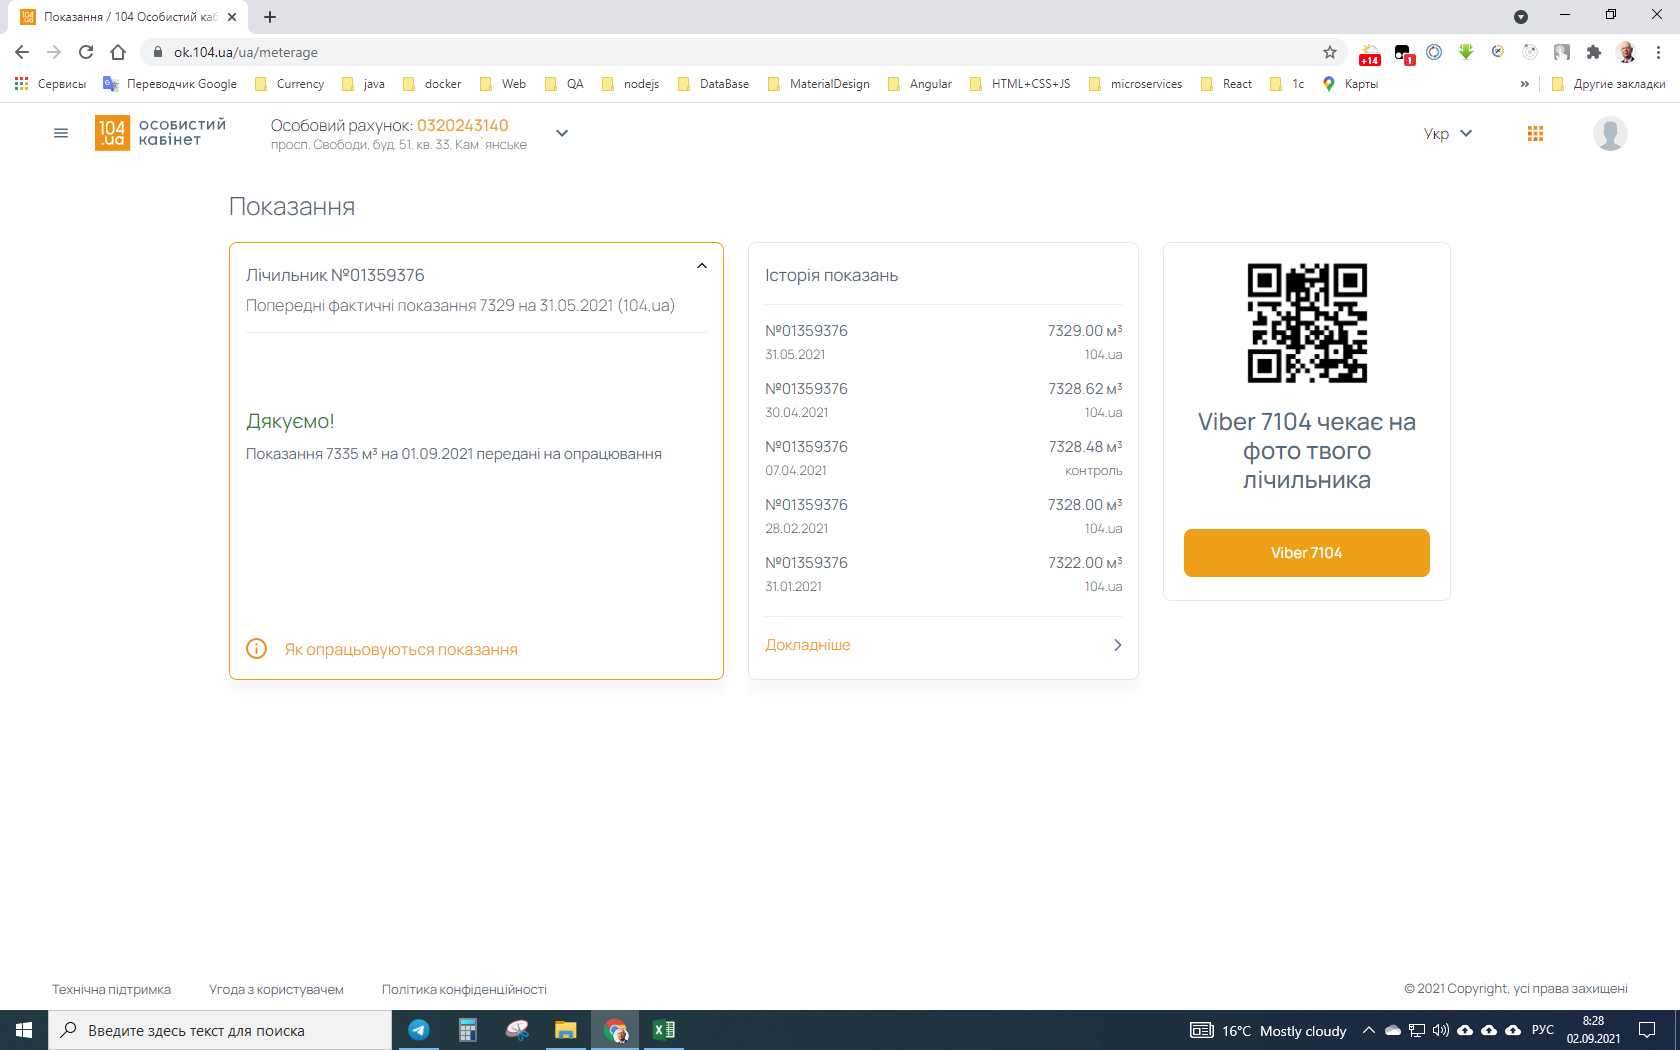 Показання / 104 Особистий каб
ok.104.ua/ua/meterage
+14
1
Сервисы
Переводчик Google
Currency
java
docker
Web
QA
nodejs
DataBase
MaterialDesign
Angular
HTML+CSS+JS
microservices
React
1c
Карты
»
Другие закладки
104
.ua
особистий
кабінет
Особовий рахунок: 0320243140
просп. Свободи, буд. 51, кв. 33, Кам`янське
Укр
Показання
Лічильник №01359376
Попередні фактичні показання 7329 на 31.05.2021 (104.ua)
Дякуємо!
Показання 7335 м³ на 01.09.2021 передані на опрацювання
Як опрацьовуються показання
Історія показань
№01359376 7329.00 м³
31.05.2021 104.ua
№01359376 7328.62 м³
30.04.2021 104.ua
№01359376 7328.48 м³
07.04.2021 контроль
№01359376 7328.00 м³
28.02.2021 104.ua
№01359376 7322.00 м³
31.01.2021 104.ua
Докладніше
Viber 7104 чекає на
фото твого
лічильника
Viber 7104
Технічна підтримка
Угода з користувачем
Політика конфіденційності
© 2021 Copyright, усі права захищені
Введите здесь текст для поиска
16°C Mostly cloudy
РУС
8:28
02.09.2021